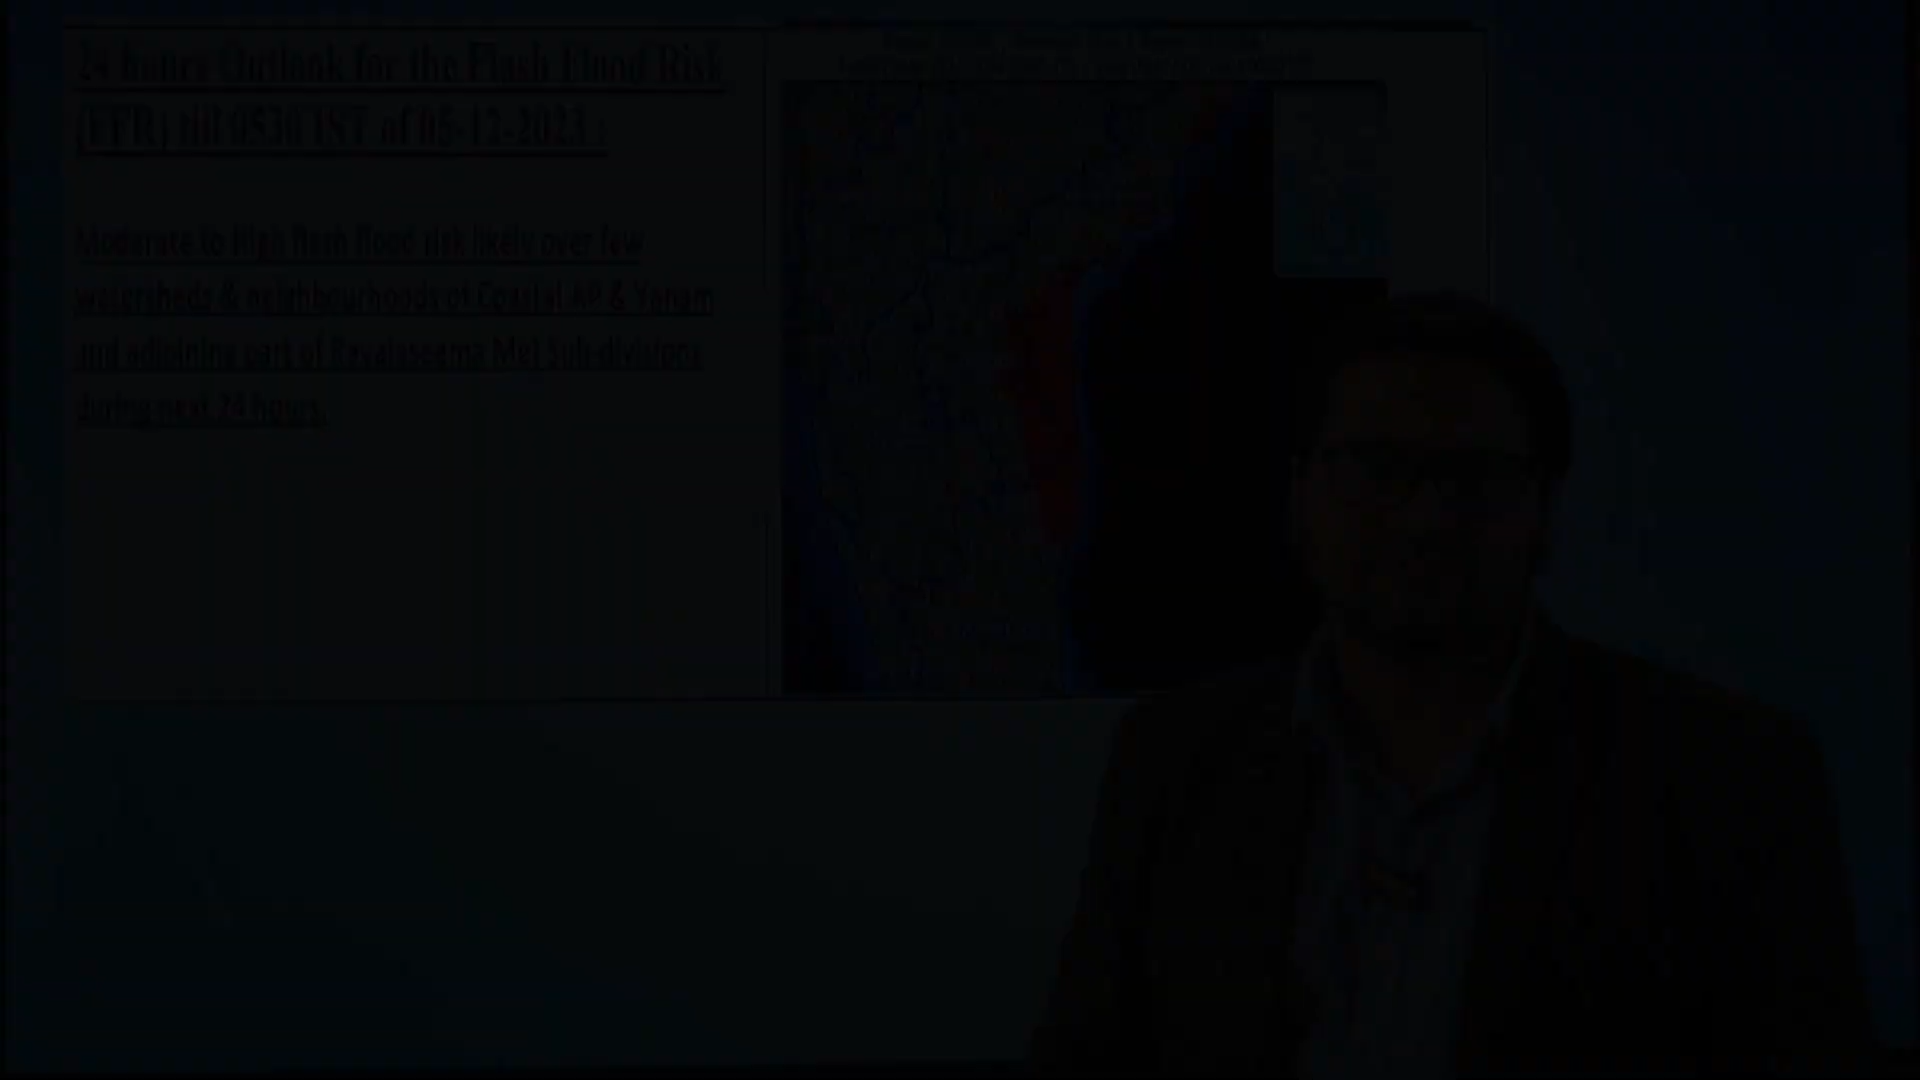 24 hours Outlook for the Flash Flood Risk
(FFR) till 0530 IST of 06-12-2023 :
Moderate to High flash flood risk likely over few
watersheds & neighbourhoods of Coastal AP & Yanam
and adjoining part of Rayalaseema Met Sub-divisions
during next 24 hours.